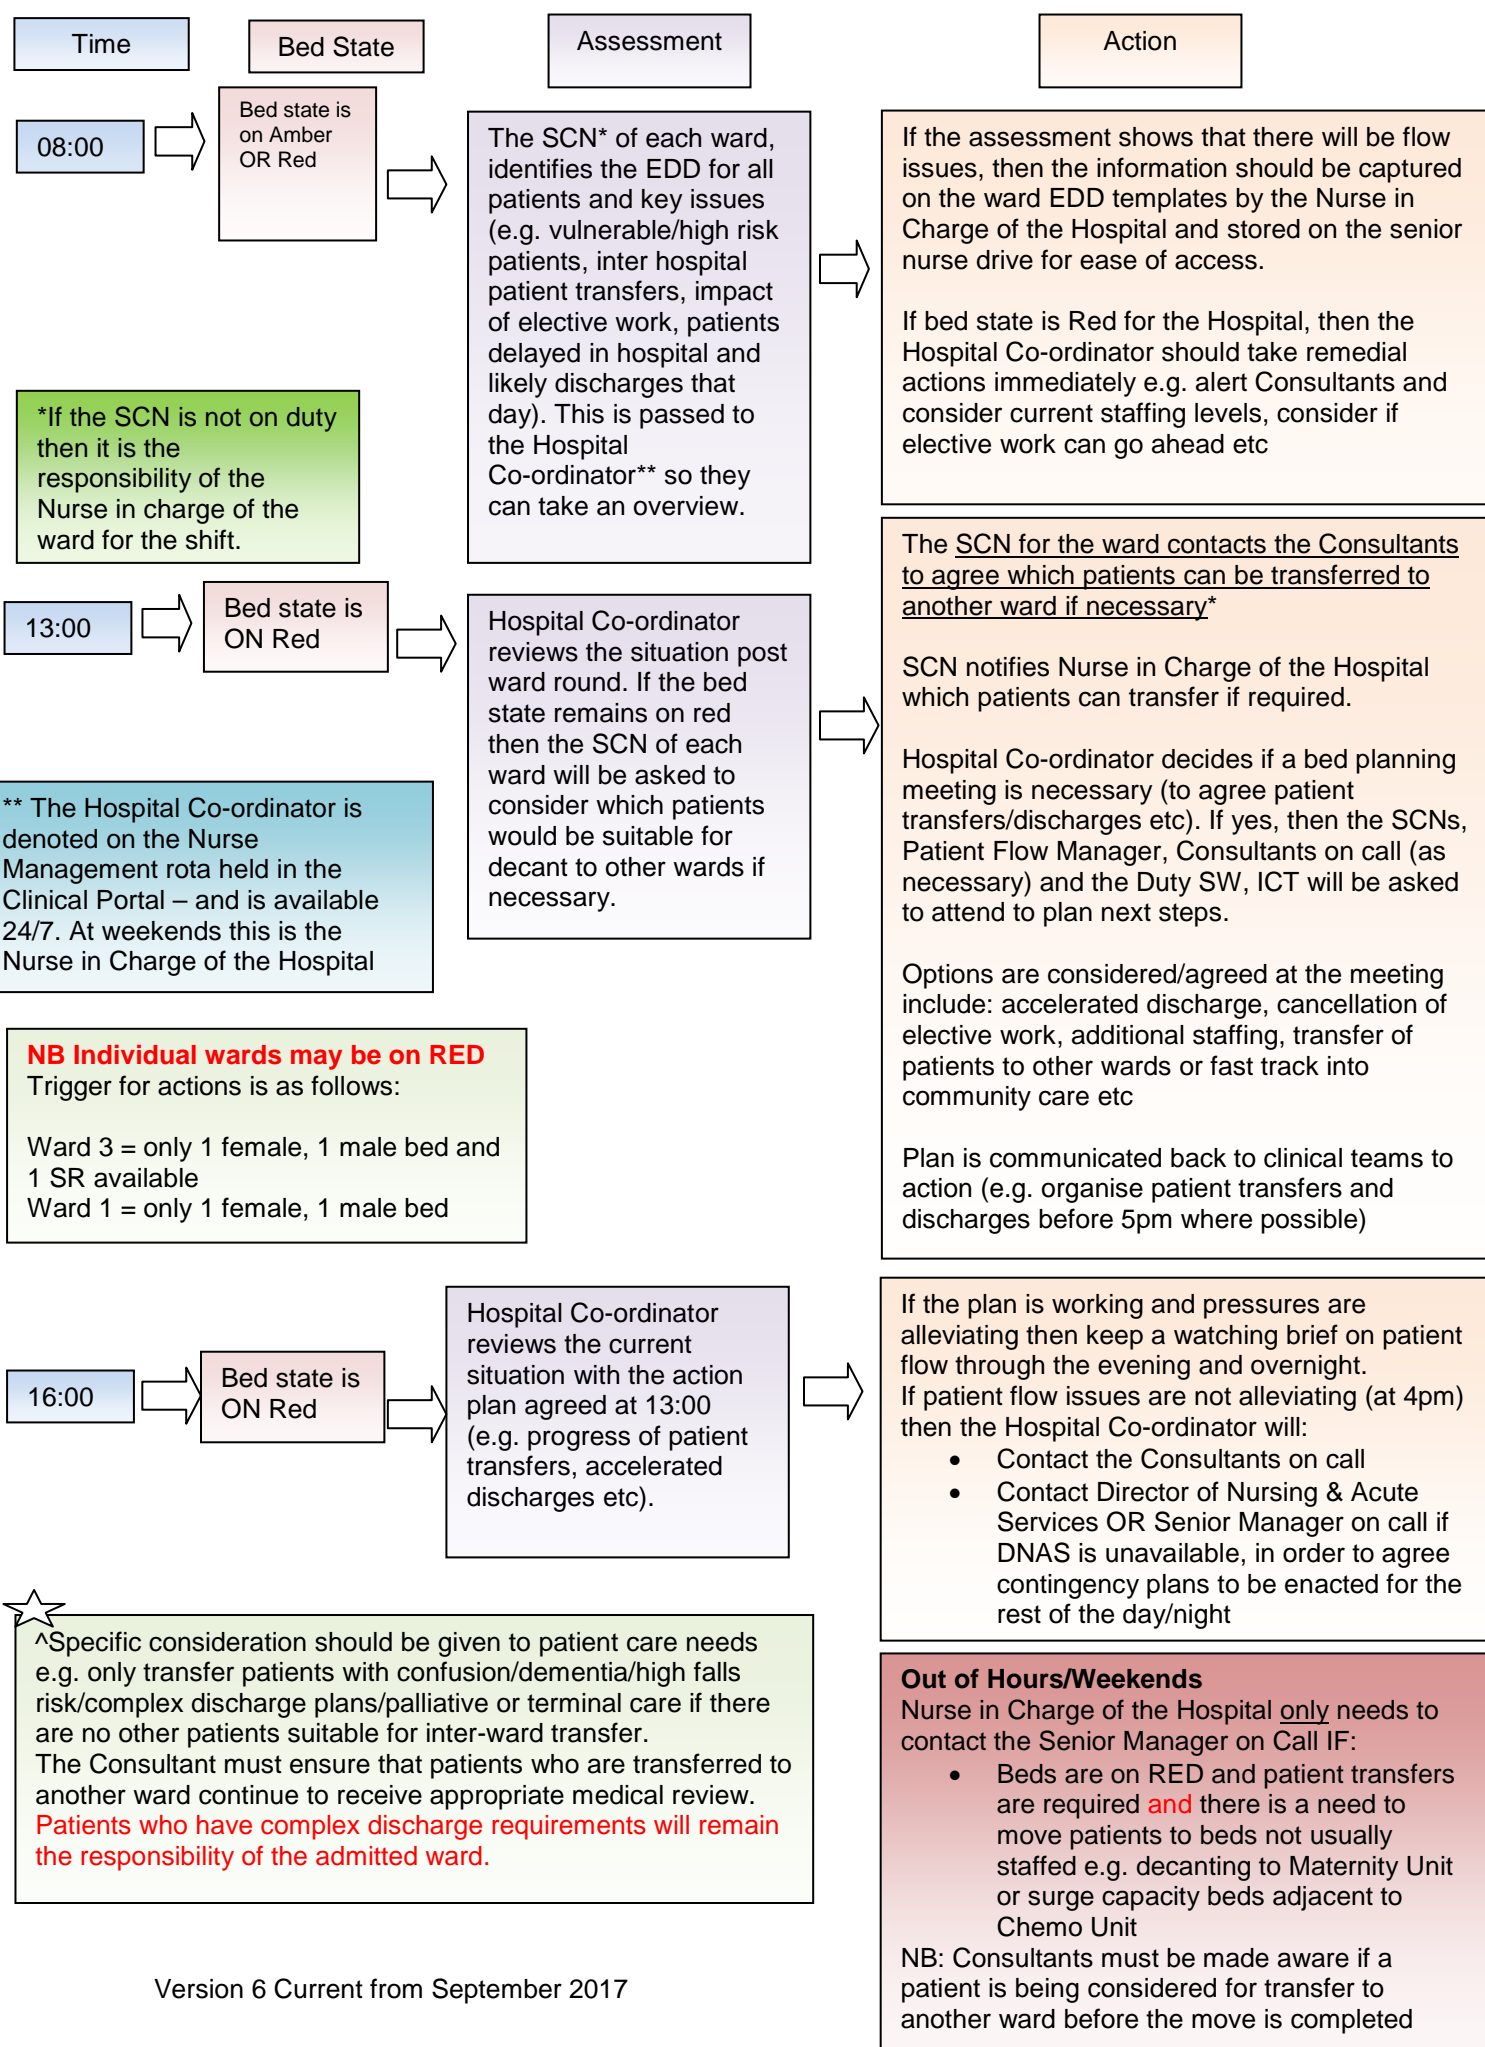 Time
Bed State
Assessment
Action
08:00
Bed state is
on Amber
OR Red
The SCN* of each ward,
identifies the EDD for all
patients and key issues
(e.g. vulnerable/high risk
patients, inter hospital
patient transfers, impact
of elective work, patients
delayed in hospital and
likely discharges that
day). This is passed to
the Hospital
Co-ordinator** so they
can take an overview.
If the assessment shows that there will be flow
issues, then the information should be captured
on the ward EDD templates by the Nurse in
Charge of the Hospital and stored on the senior
nurse drive for ease of access.
If bed state is Red for the Hospital, then the
Hospital Co-ordinator should take remedial
actions immediately e.g. alert Consultants and
consider current staffing levels, consider if
elective work can go ahead etc
*If the SCN is not on duty
then it is the
responsibility of the
Nurse in charge of the
ward for the shift.
13:00
Bed state is
ON Red
Hospital Co-ordinator
reviews the situation post
ward round. If the bed
state remains on red
then the SCN of each
ward will be asked to
consider which patients
would be suitable for
decant to other wards if
necessary.
The SCN for the ward contacts the Consultants
to agree which patients can be transferred to
another ward if necessary*
SCN notifies Nurse in Charge of the Hospital
which patients can transfer if required.
Hospital Co-ordinator decides if a bed planning
meeting is necessary (to agree patient
transfers/discharges etc). If yes, then the SCNs,
Patient Flow Manager, Consultants on call (as
necessary) and the Duty SW, ICT will be asked
to attend to plan next steps.
Options are considered/agreed at the meeting
include: accelerated discharge, cancellation of
elective work, additional staffing, transfer of
patients to other wards or fast track into
community care etc
Plan is communicated back to clinical teams to
action (e.g. organise patient transfers and
discharges before 5pm where possible)
** The Hospital Co-ordinator is
denoted on the Nurse
Management rota held in the
Clinical Portal – and is available
24/7. At weekends this is the
Nurse in Charge of the Hospital
NB Individual wards may be on RED
Trigger for actions is as follows:
Ward 3 = only 1 female, 1 male bed and
1 SR available
Ward 1 = only 1 female, 1 male bed
16:00
Bed state is
ON Red
Hospital Co-ordinator
reviews the current
situation with the action
plan agreed at 13:00
(e.g. progress of patient
transfers, accelerated
discharges etc).
If the plan is working and pressures are
alleviating then keep a watching brief on patient
flow through the evening and overnight.
If patient flow issues are not alleviating (at 4pm)
then the Hospital Co-ordinator will:
• Contact the Consultants on call
• Contact Director of Nursing & Acute
Services OR Senior Manager on call if
DNAS is unavailable, in order to agree
contingency plans to be enacted for the
rest of the day/night
^Specific consideration should be given to patient care needs
e.g. only transfer patients with confusion/dementia/high falls
risk/complex discharge plans/palliative or terminal care if there
are no other patients suitable for inter-ward transfer.
The Consultant must ensure that patients who are transferred to
another ward continue to receive appropriate medical review.
Patients who have complex discharge requirements will remain
the responsibility of the admitted ward.
Out of Hours/Weekends
Nurse in Charge of the Hospital only needs to
contact the Senior Manager on Call IF:
• Beds are on RED and patient transfers
are required and there is a need to
move patients to beds not usually
staffed e.g. decanting to Maternity Unit
or surge capacity beds adjacent to
Chemo Unit
NB: Consultants must be made aware if a
patient is being considered for transfer to
another ward before the move is completed
Version 6 Current from September 2017